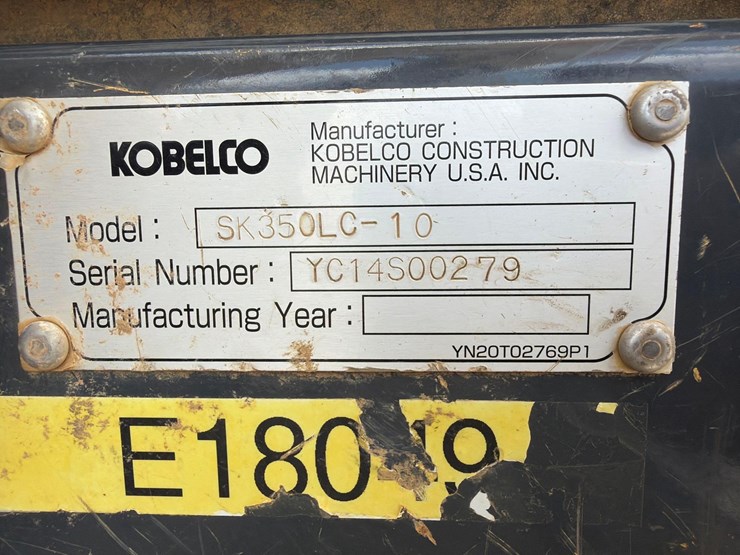 KOBELCO
Manufacturer :
KOBELCO CONSTRUCTION
MACHINERY U.S.A. INC.
Model : SK350LC-10
Serial Number : YC14S00279
Manufacturing Year :
YN20T02769P1